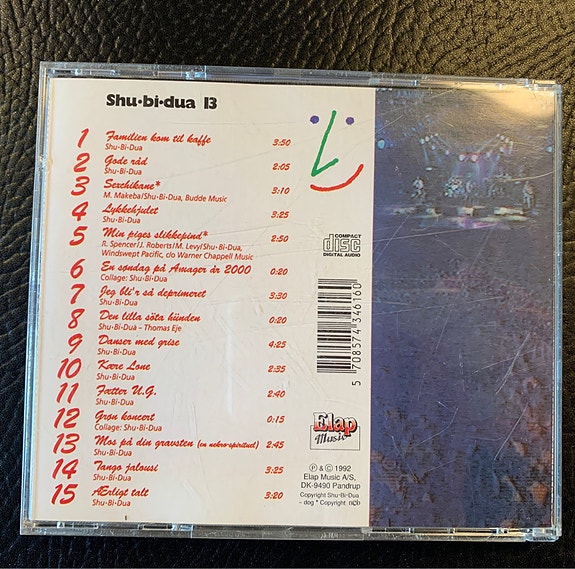 Shu·bi·dua 13
1 Familien kom til kaffe 3:50
Shu-Bi-Dua
2 Gode råd 2:05
Shu-Bi-Dua
3 Sexchikane* 3:10
M. Makeba/Shu-Bi-Dua, Budde Music
4 Lykkehjulet 3:25
Shu-Bi-Dua
5 Min piges slikkepind* 2:50
R. Spencer/J. Roberts/M. Levy/Shu-Bi-Dua,
Windswept Pacific, c/o Warner Chappell Music
6 En søndag på Amager år 2000 0:20
Collage: Shu-Bi-Dua
7 Jeg bli'r så deprimeret 3:30
Shu-Bi-Dua
8 Den lilla söta hünden 0:20
Shu-Bi-Dua – Thomas Eje
9 Danser med grise 4:25
Shu-Bi-Dua
10 Kære Lone 2:35
Shu-Bi-Dua
11 Fætter U.G. 2:40
Shu-Bi-Dua
12 Grøn koncert 0:15
Collage: Shu-Bi-Dua
13 Mos på din gravsten (en nekro-spiritual) 2:45
Shu-Bi-Dua
14 Tango jalousi 3:25
Shu-Bi-Dua
15 Ærligt talt 3:20
Shu-Bi-Dua
COMPACT
disc
DIGITAL AUDIO
5 708574 346160
Elap
Music
℗ & © 1992
Elap Music A/S,
DK-9490 Pandrup
Copyright Shu-Bi-Dua
- dog * Copyright ncb